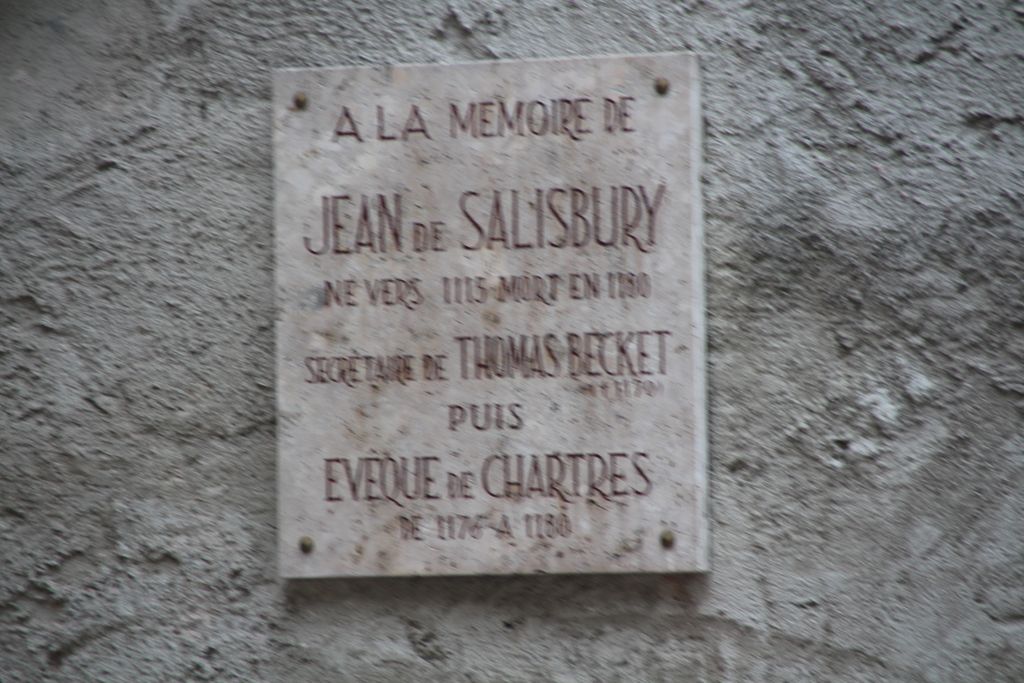 A LA MEMOIRE DE
JEAN DE SALISBURY
NE VERS 1115-MORT EN 1180
SECRETAIRE DE THOMAS BECKET
PUIS
EVÊQUE DE CHARTRES
DE 1176-A 1180